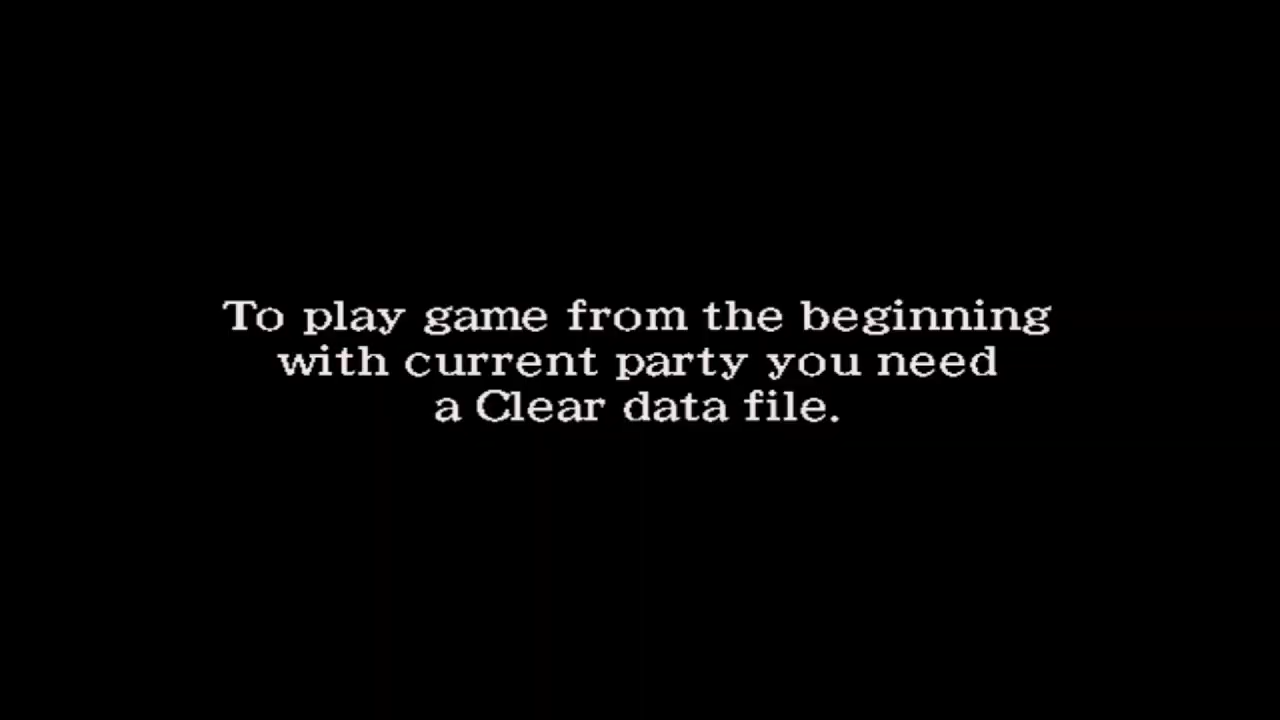 To play game from the beginning
with current party you need
a Clear data file.